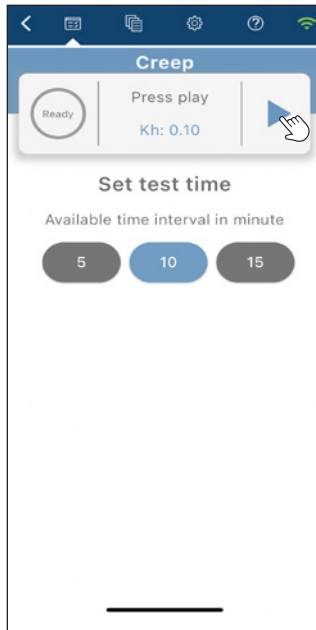 Creep
Ready
Press play
Kh: 0.10
Set test time
Available time interval in minute
5 10 15